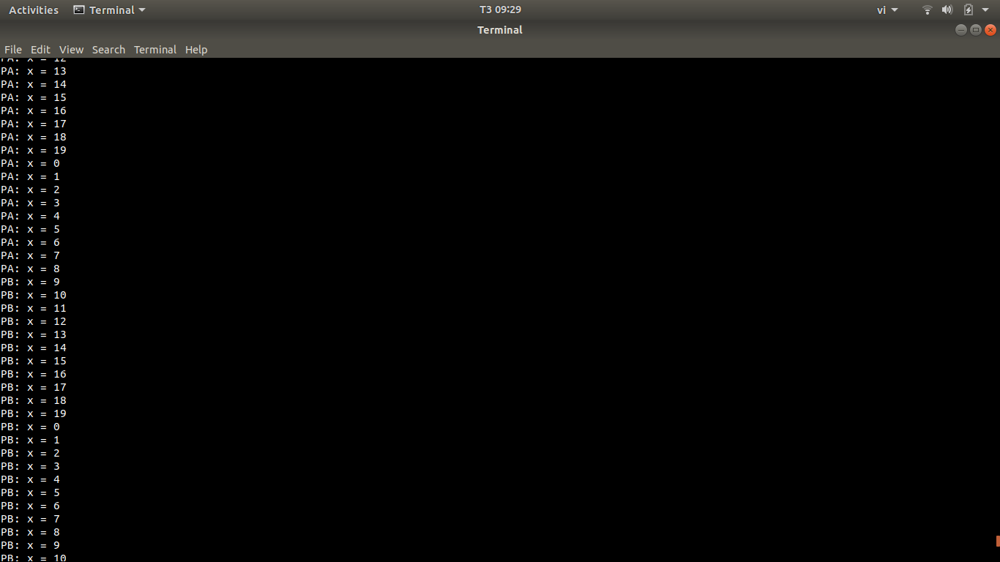 Activities Terminal T3 09:29 vi
Terminal
File Edit View Search Terminal Help
PA: x = 12
PA: x = 13
PA: x = 14
PA: x = 15
PA: x = 16
PA: x = 17
PA: x = 18
PA: x = 19
PA: x = 0
PA: x = 1
PA: x = 2
PA: x = 3
PA: x = 4
PA: x = 5
PA: x = 6
PA: x = 7
PA: x = 8
PB: x = 9
PB: x = 10
PB: x = 11
PB: x = 12
PB: x = 13
PB: x = 14
PB: x = 15
PB: x = 16
PB: x = 17
PB: x = 18
PB: x = 19
PB: x = 0
PB: x = 1
PB: x = 2
PB: x = 3
PB: x = 4
PB: x = 5
PB: x = 6
PB: x = 7
PB: x = 8
PB: x = 9
PB: x = 10